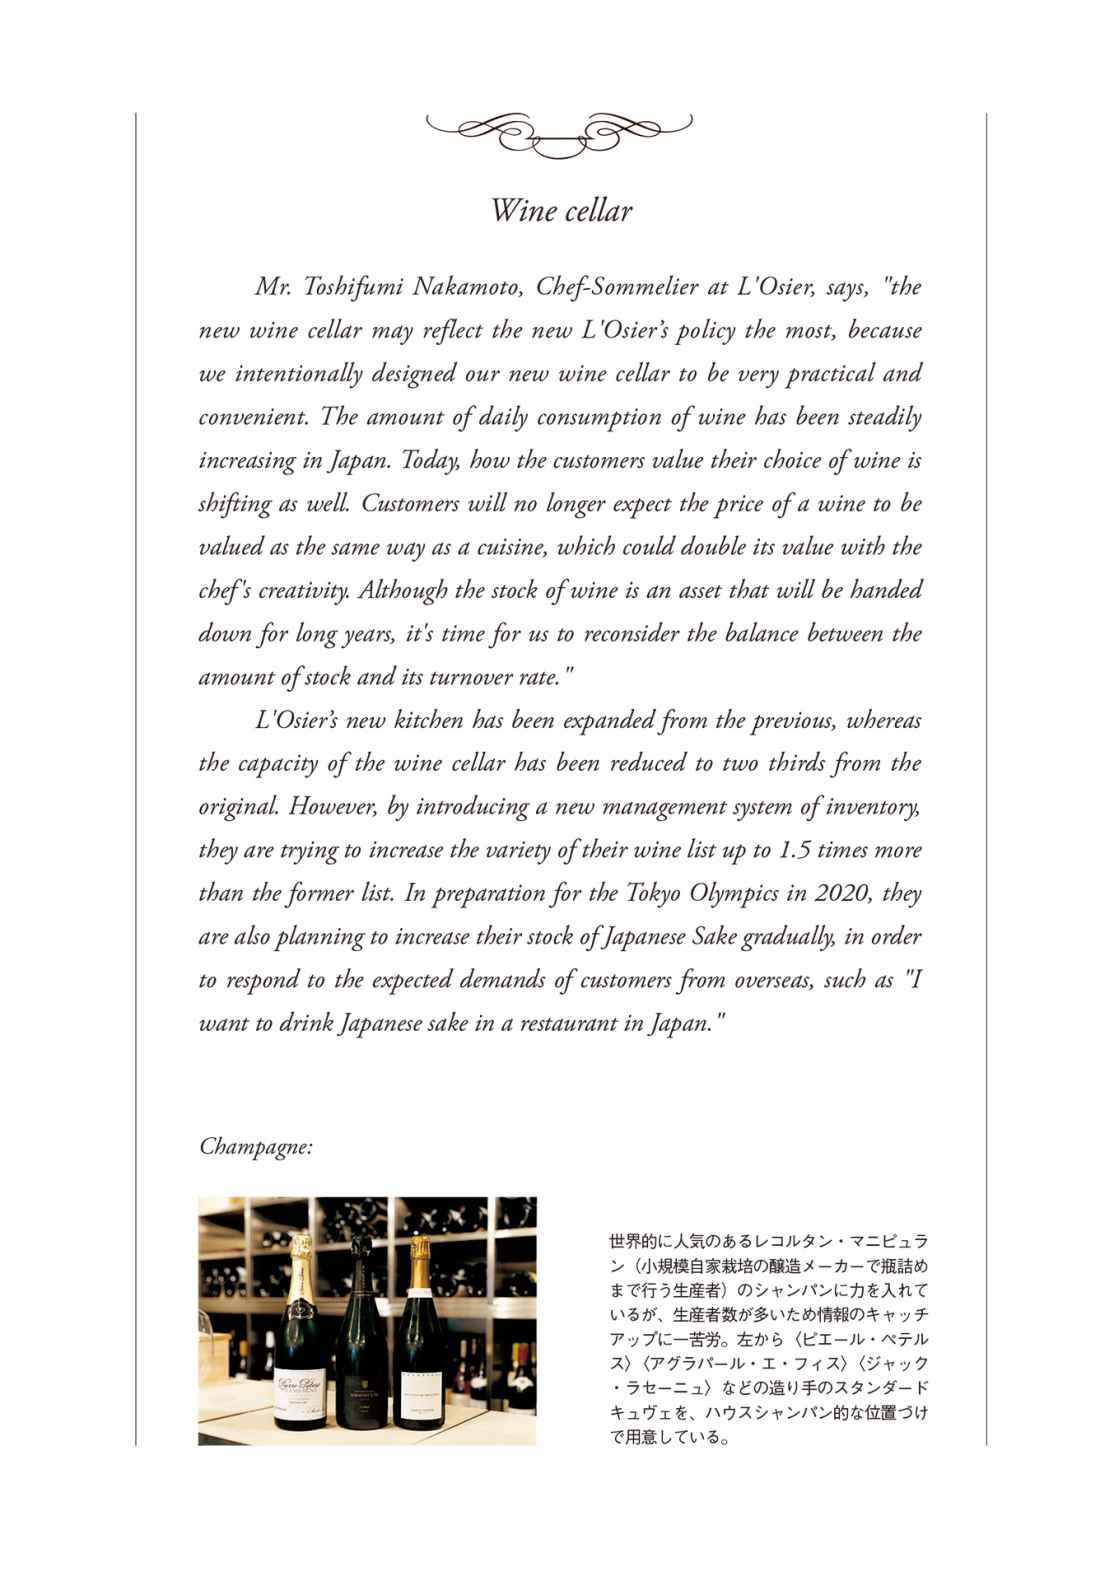 Wine cellar
Mr. Toshifumi Nakamoto, Chef-Sommelier at L'Osier, says, "the
new wine cellar may reflect the new L'Osier’s policy the most, because
we intentionally designed our new wine cellar to be very practical and
convenient. The amount of daily consumption of wine has been steadily
increasing in Japan. Today, how the customers value their choice of wine is
shifting as well. Customers will no longer expect the price of a wine to be
valued as the same way as a cuisine, which could double its value with the
chef's creativity. Although the stock of wine is an asset that will be handed
down for long years, it's time for us to reconsider the balance between the
amount of stock and its turnover rate."
L'Osier’s new kitchen has been expanded from the previous, whereas
the capacity of the wine cellar has been reduced to two thirds from the
original. However, by introducing a new management system of inventory,
they are trying to increase the variety of their wine list up to 1.5 times more
than the former list. In preparation for the Tokyo Olympics in 2020, they
are also planning to increase their stock of Japanese Sake gradually, in order
to respond to the expected demands of customers from overseas, such as "I
want to drink Japanese sake in a restaurant in Japan."
Champagne:
世界的に人気のあるレコルタン・マニピュラ
ン（小規模自家栽培の醸造メーカーで瓶詰め
まで行う生産者）のシャンパンに力を入れて
いるが、生産者数が多いため情報のキャッチ
アップに一苦労。左から〈ピエール・ペテル
ス〉〈アグラパール・エ・フィス〉〈ジャック
・ラセーニュ〉などの造り手のスタンダード
キュヴェを、ハウスシャンパン的な位置づけ
で用意している。